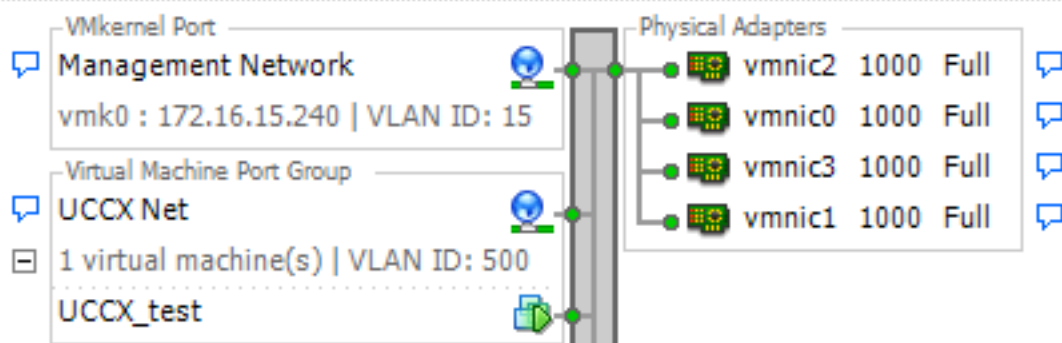 VMkernel Port
Management Network
vmk0 : 172.16.15.240 | VLAN ID: 15
Virtual Machine Port Group
UCCX Net
1 virtual machine(s) | VLAN ID: 500
UCCX_test
Physical Adapters
vmnic2 1000 Full
vmnic0 1000 Full
vmnic3 1000 Full
vmnic1 1000 Full